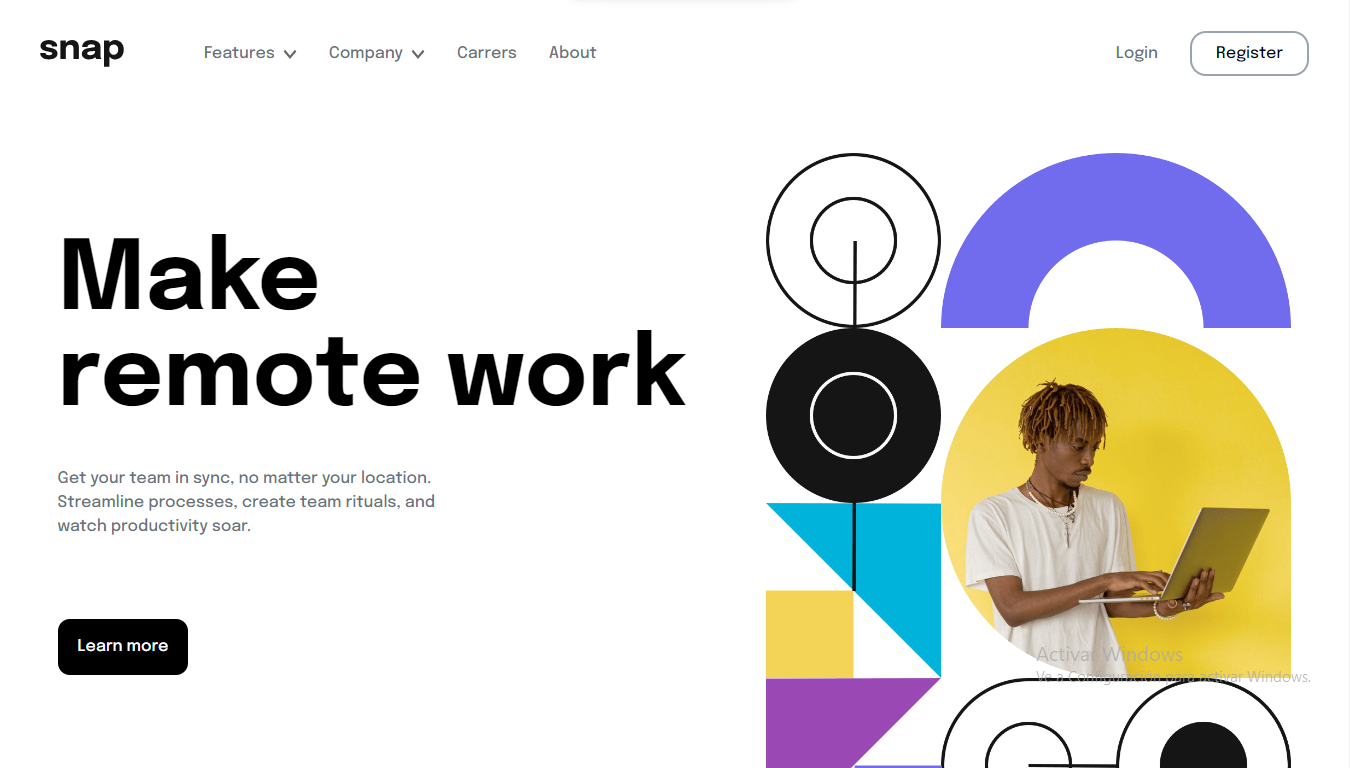 snap
Features
Company
Carrers
About
Login
Register
Make
remote work
Get your team in sync, no matter your location.
Streamline processes, create team rituals, and
watch productivity soar.
Learn more
Activar Windows
Ve a Configuración para activar Windows.